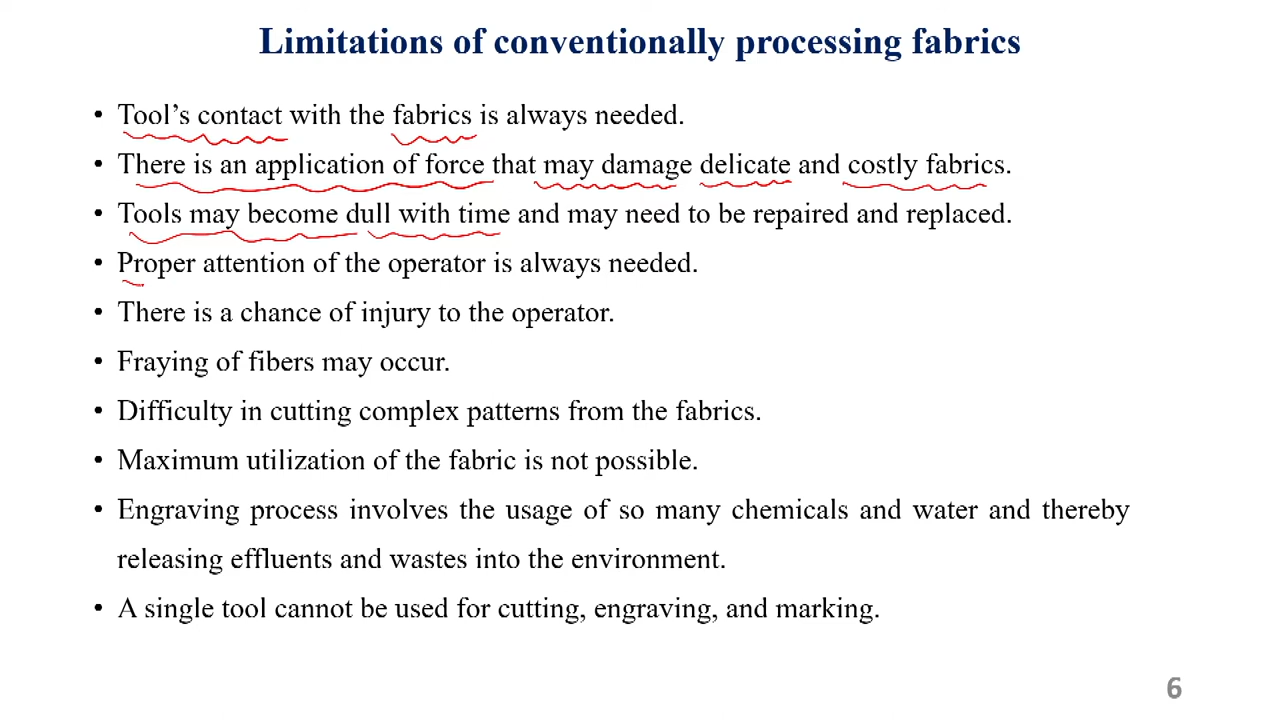 Limitations of conventionally processing fabrics
• Tool’s contact with the fabrics is always needed.
• There is an application of force that may damage delicate and costly fabrics.
• Tools may become dull with time and may need to be repaired and replaced.
• Proper attention of the operator is always needed.
• There is a chance of injury to the operator.
• Fraying of fibers may occur.
• Difficulty in cutting complex patterns from the fabrics.
• Maximum utilization of the fabric is not possible.
• Engraving process involves the usage of so many chemicals and water and thereby
releasing effluents and wastes into the environment.
• A single tool cannot be used for cutting, engraving, and marking.
6